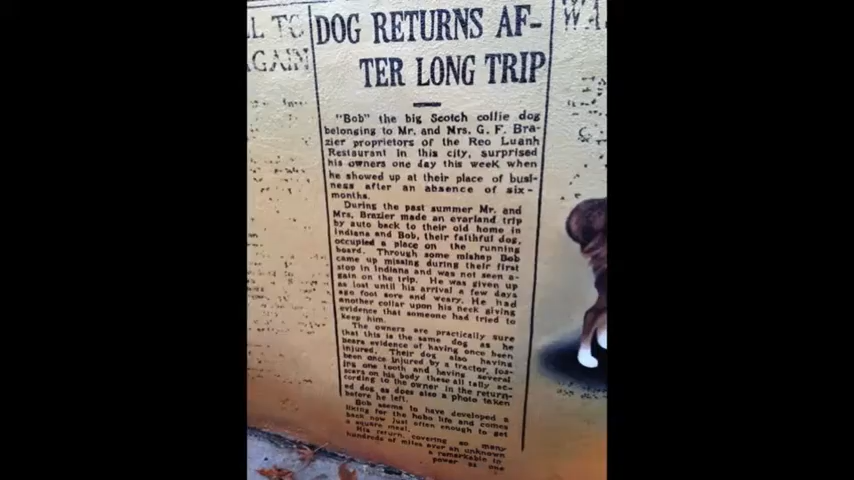 LL TO
GAIN
DOG RETURNS AF-
TER LONG TRIP
WA
"Bob" the big Scotch collie dog
belonging to Mr. and Mrs. G. F. Bra-
zier proprietors of the Reo Luanh
Restaurant in this city, surprised
his owners one day this week when
he showed up at their place of busi-
ness after an absence of six-
months.
During the past summer Mr. and
Mrs, Brazier made an evarland trip
by auto back to their old home in
Indiana and Bob, their faithful dog,
occupied a place on the running
board. Through some mishap Bob
came up missing during their first
stop in Indiana and was not seen a-
gain on the trip. He was given up
as lost until his arrival a few days
ago foot sore and weary. He had
another collar upon his neck giving
evidence that someone had tried to
keep him.
The owners are practically sure
that this is the same dog as he
bears evidence of having once been
injured. Their dog also having
been once injured by a tractor, los-
ing one tooth and having several
scars on his body these all tally ac-
cording to the owner in the return-
ed dog as does also a photo taken
before he left.
Bob seems to have developed a
liking for the hobo life and comes
back now just often enough to get
a square meal.
His return, covering so many
hundreds of miles over an unknown
a remarkable in
power as one